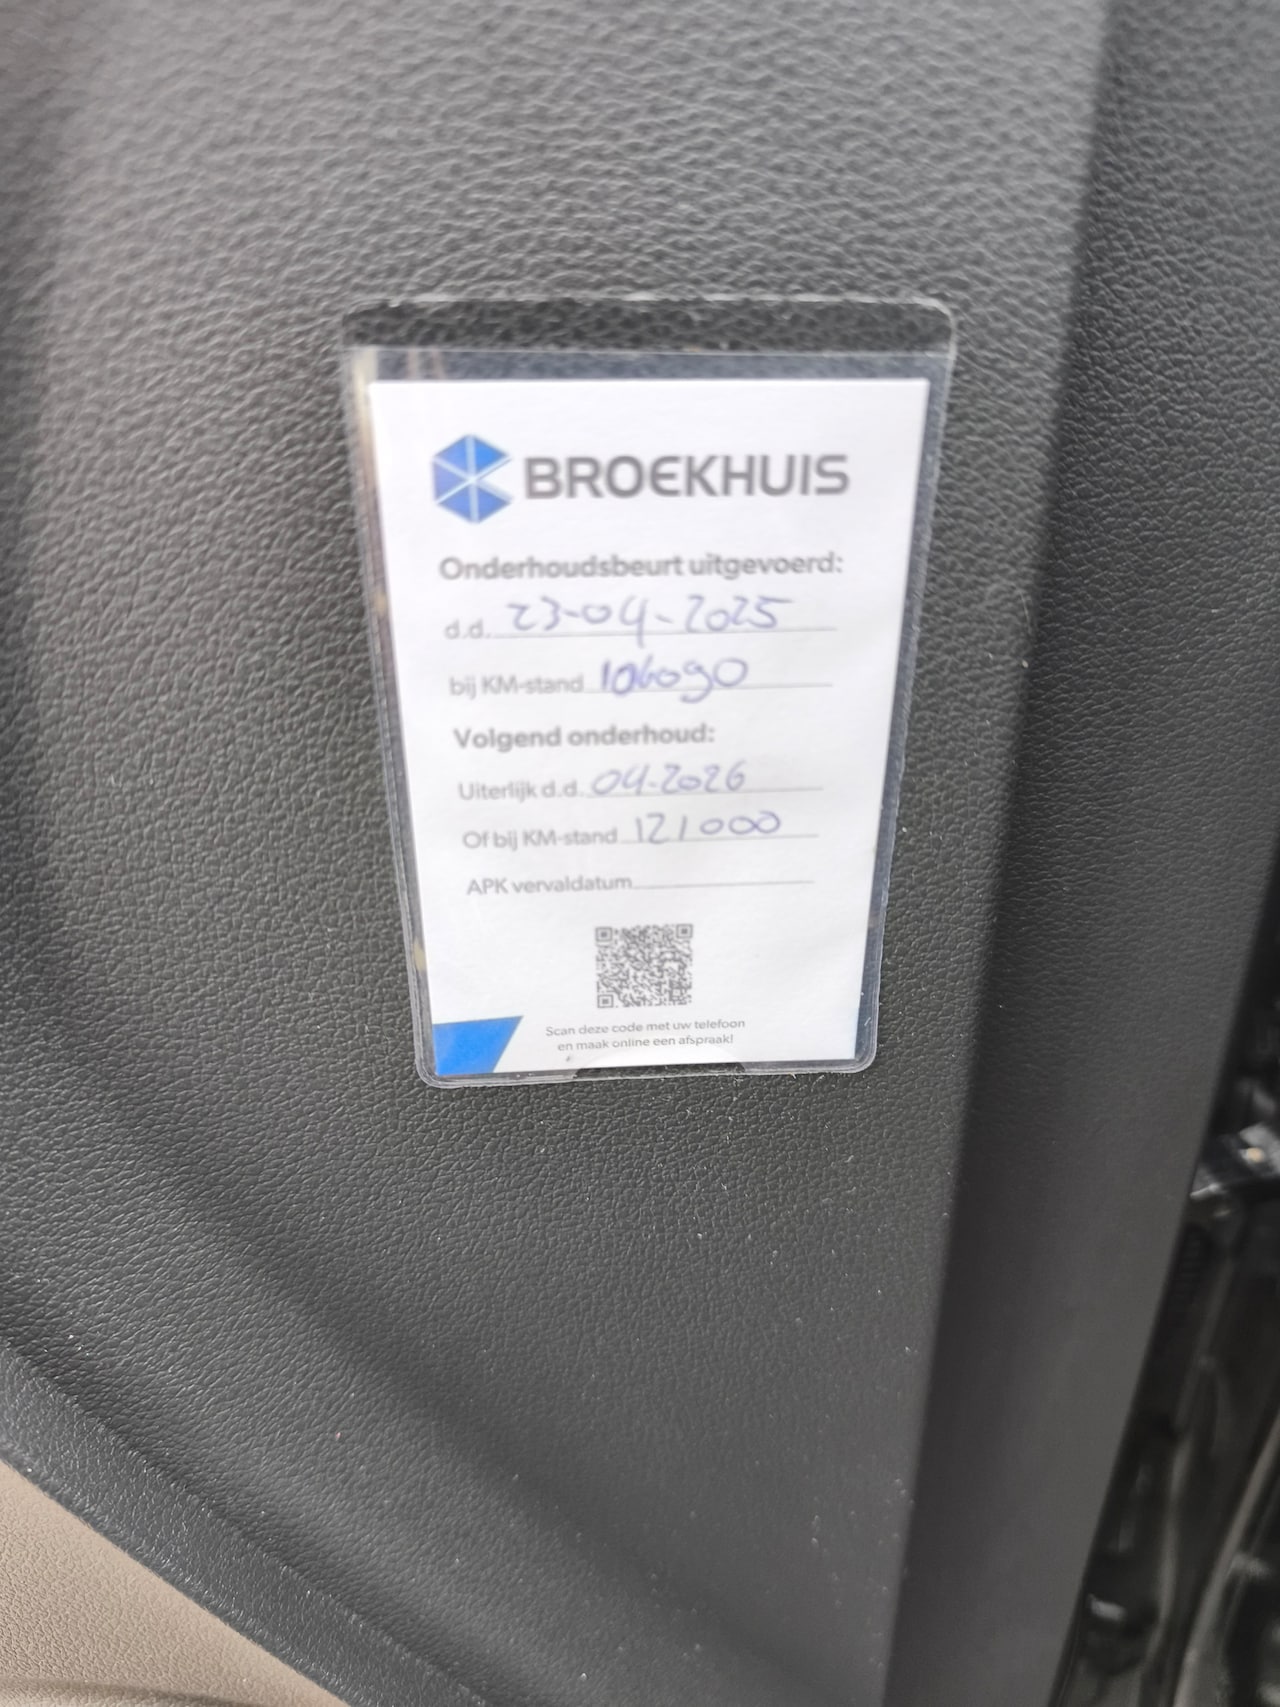 BROEKHUIS
Onderhoudsbeurt uitgevoerd:
d.d. 23-04-2025
bij KM-stand 106090
Volgend onderhoud:
Uiterlijk d.d. 04-2026
Of bij KM-stand 121000
APK vervaldatum
Scan deze code met uw telefoon
en maak online een afspraak!